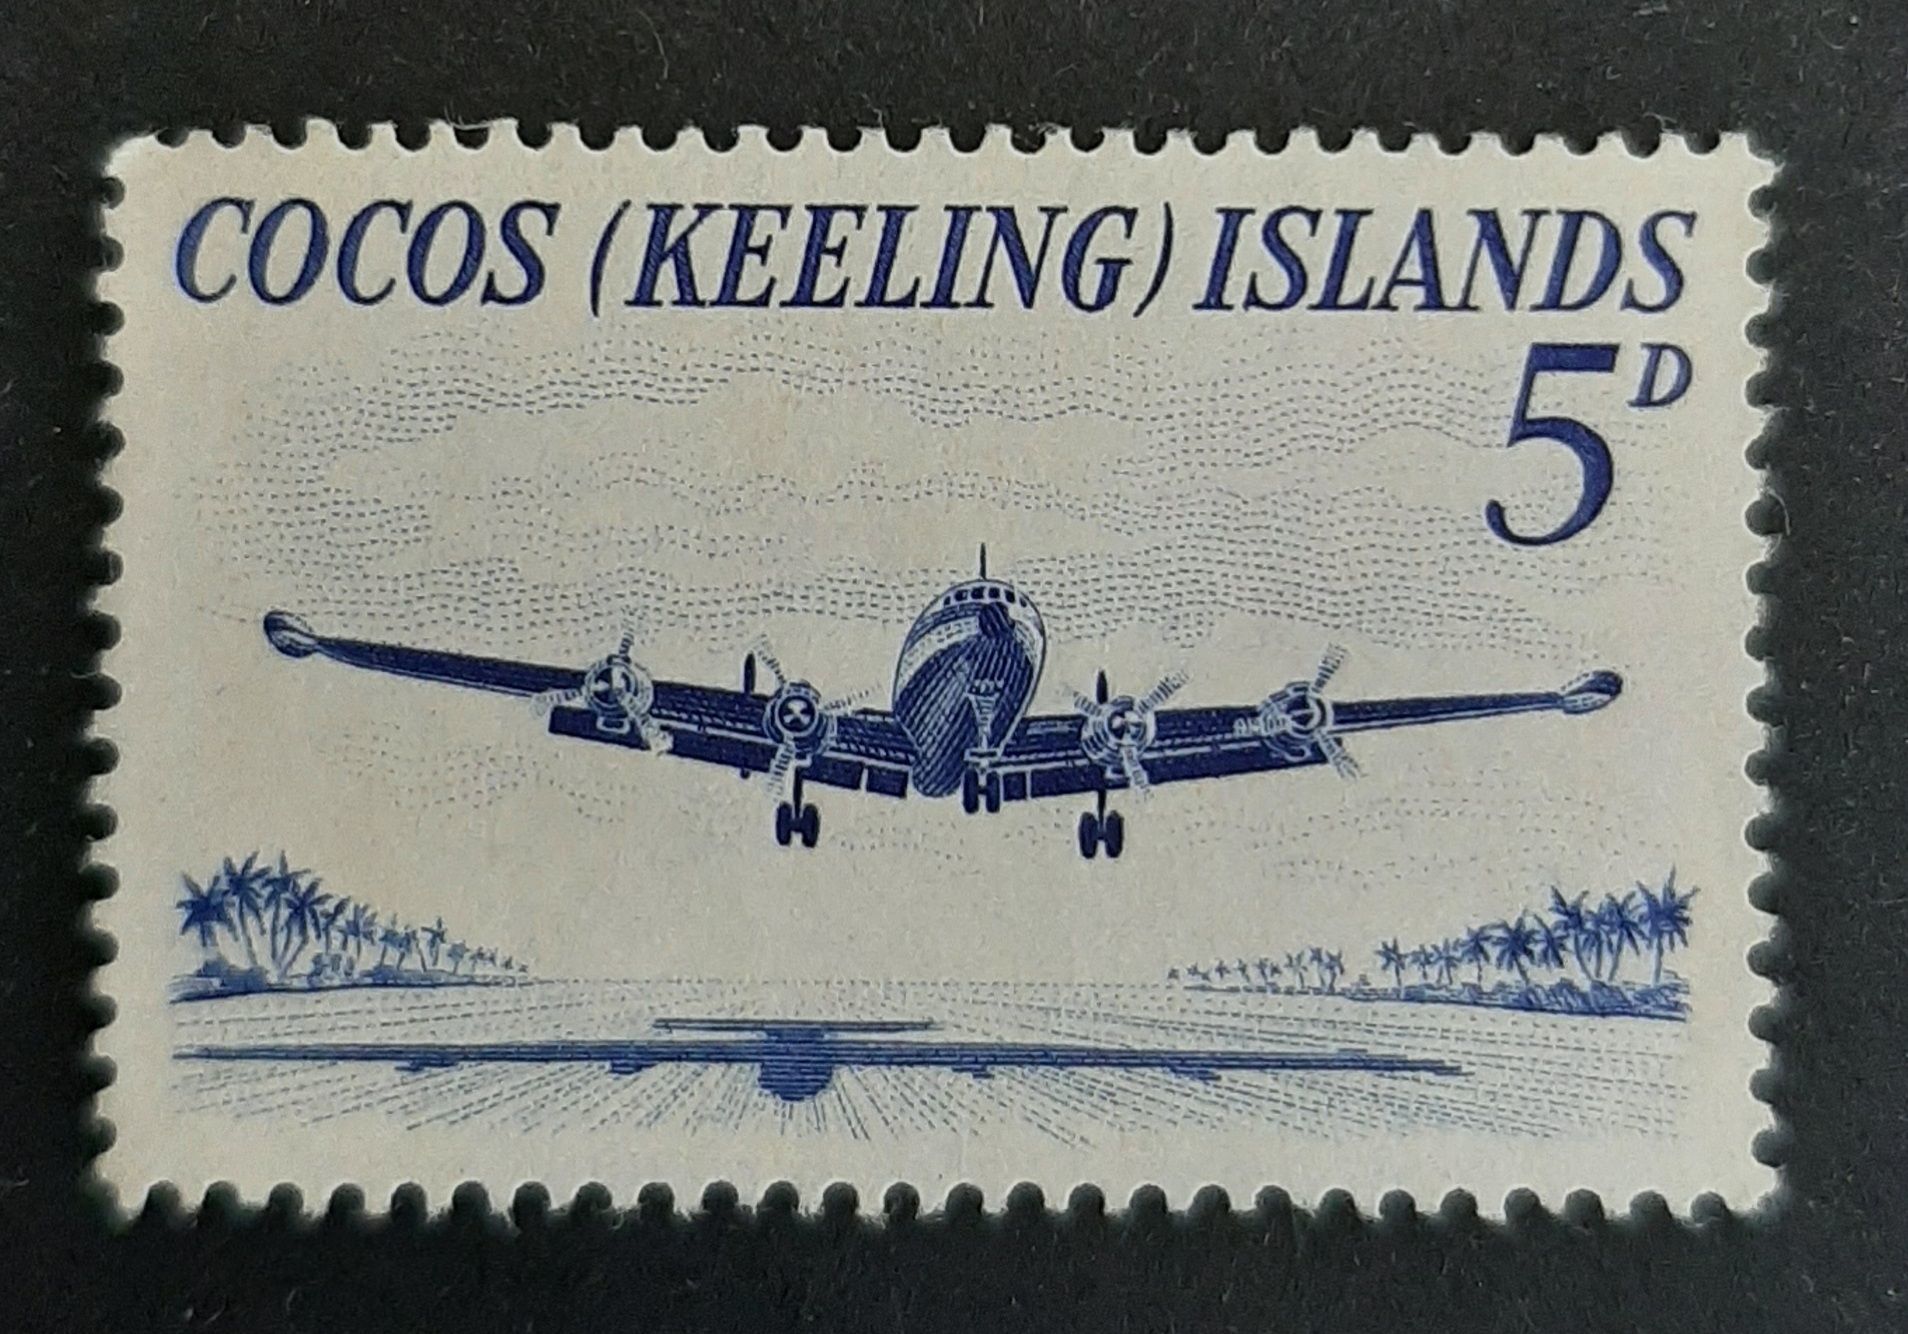 COCOS (KEELING) ISLANDS
5D